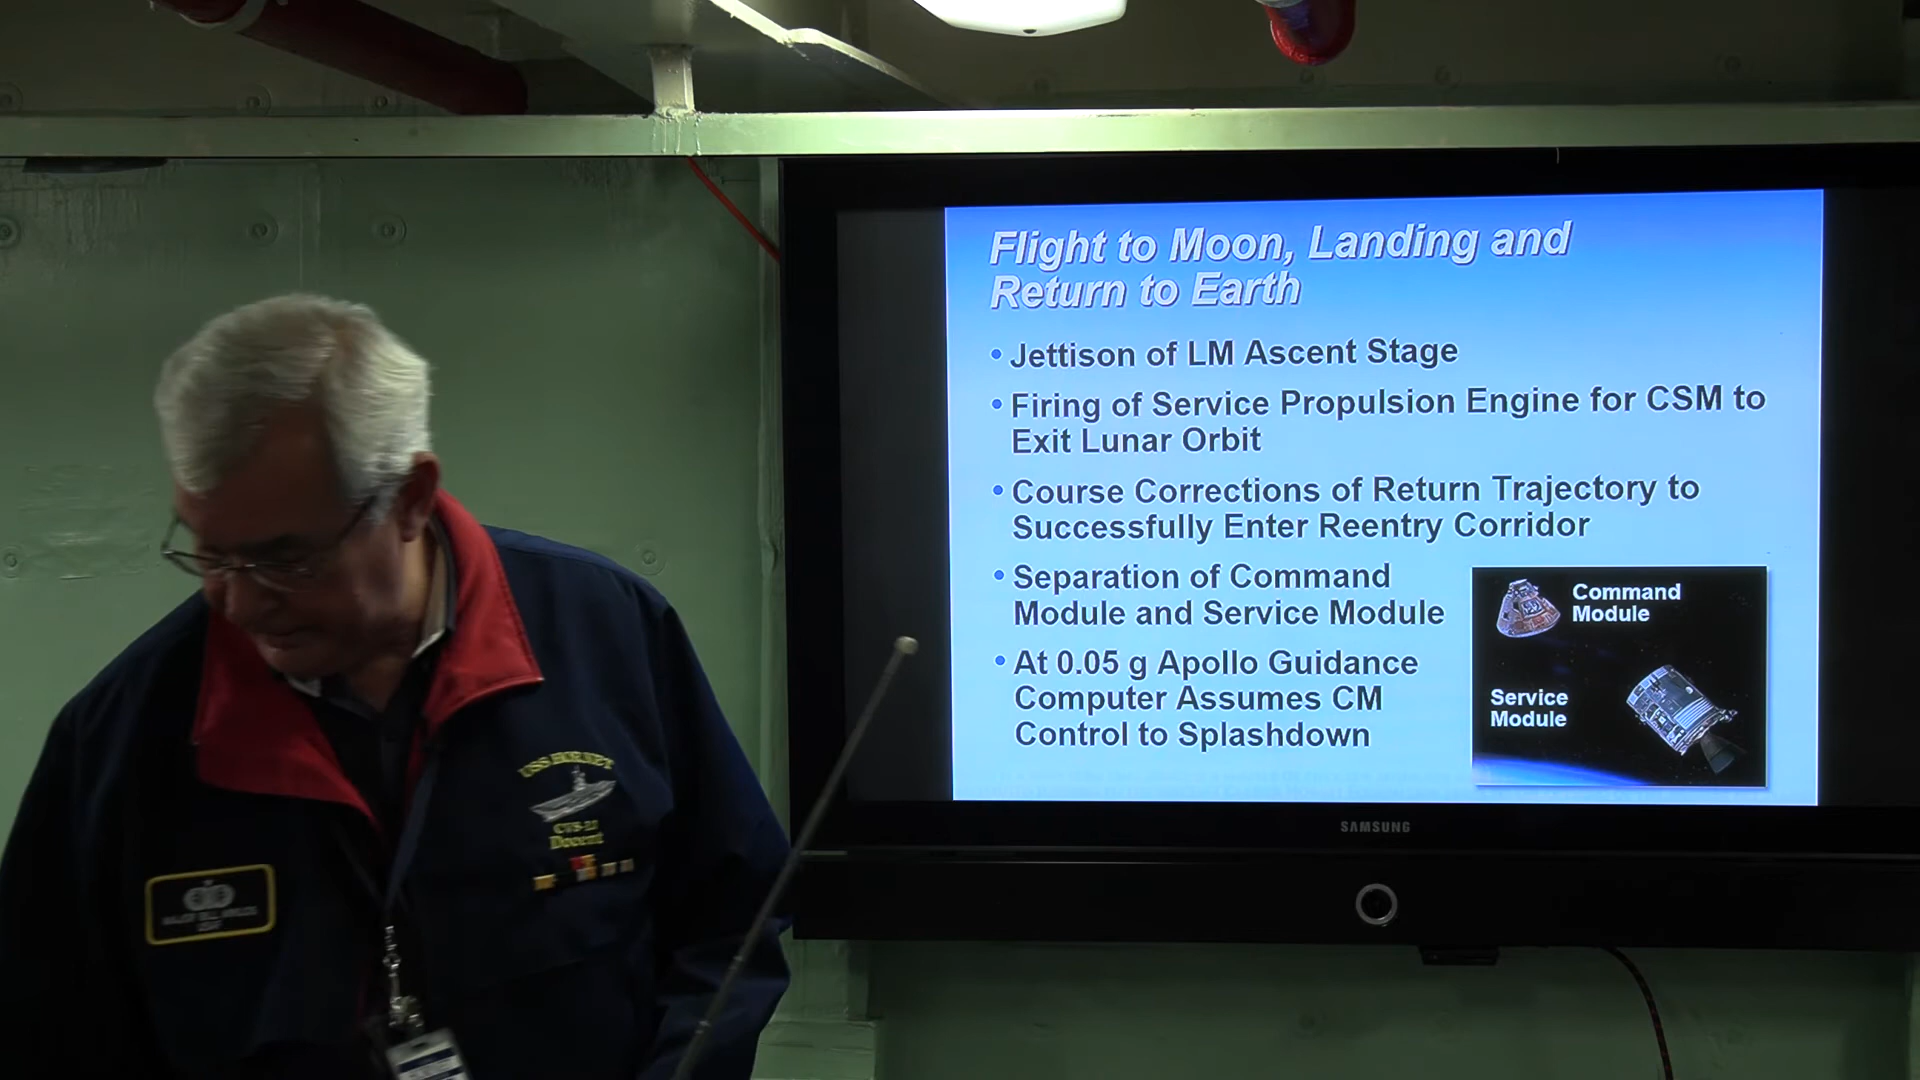 Flight to Moon, Landing and
Return to Earth
• Jettison of LM Ascent Stage
• Firing of Service Propulsion Engine for CSM to
Exit Lunar Orbit
• Course Corrections of Return Trajectory to
Successfully Enter Reentry Corridor
• Separation of Command
Module and Service Module
• At 0.05 g Apollo Guidance
Computer Assumes CM
Control to Splashdown
Command
Module
Service
Module
SAMSUNG
USS HORNET
Docent